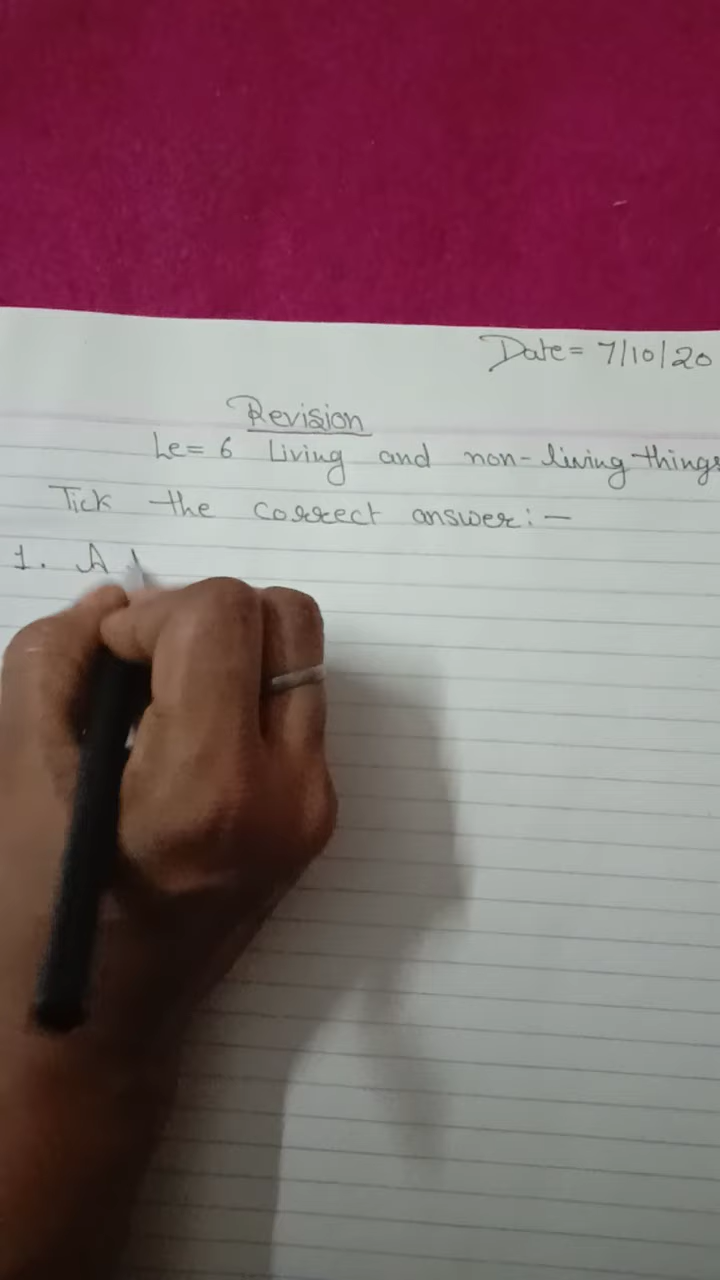 Date = 7/10/20
Revision
Le = 6 Living and non-living things
Tick the correct answer :-
1. A